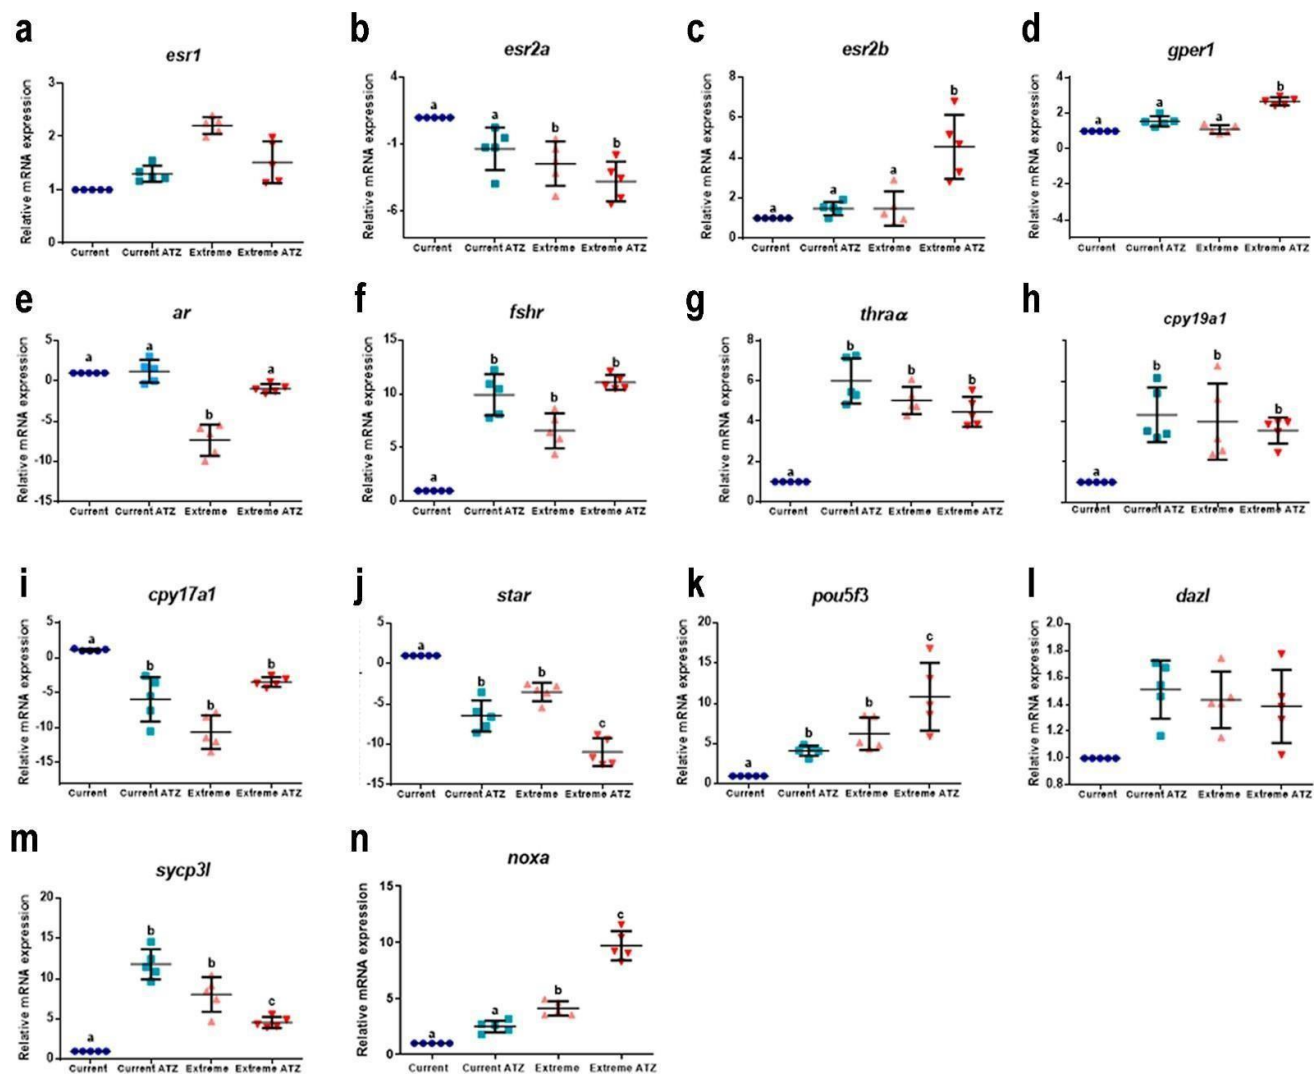 a
esr1
Relative mRNA expression
3
2
1
0
Current Current ATZ Extreme Extreme ATZ
b
esr2a
Relative mRNA expression
4
-1
-6
a
a
b
b
Current Current ATZ Extreme Extreme ATZ
c
esr2b
Relative mRNA expression
8
6
4
2
0
a
a
a
b
Current Current ATZ Extreme Extreme ATZ
d
gper1
Relative mRNA expression
4
2
0
-2
-4
a
a
b
Current Current ATZ Extreme Extreme ATZ
e
ar
Relative mRNA expression
5
0
-5
-10
-15
a
a
b
a
Current Current ATZ Extreme Extreme ATZ
f
fshr
Relative mRNA expression
15
10
5
0
a
b
b
b
Current Current ATZ Extreme Extreme ATZ
g
thraα
Relative mRNA expression
8
6
4
2
0
a
b
b
b
Current Current ATZ Extreme Extreme ATZ
h
cpy19a1
Relative mRNA expression
a
b
b
b
Current Current ATZ Extreme Extreme ATZ
i
cpy17a1
Relative mRNA expression
5
0
-5
-10
-15
a
b
b
b
Current Current ATZ Extreme Extreme ATZ
j
star
Relative mRNA expression
5
0
-5
-10
-15
a
b
b
c
Current Current ATZ Extreme Extreme ATZ
k
pou5f3
Relative mRNA expression
20
15
10
5
0
a
b
b
c
Current Current ATZ Extreme Extreme ATZ
l
dazl
Relative mRNA expression
2.0
1.8
1.6
1.4
1.2
1.0
0.8
Current Current ATZ Extreme Extreme ATZ
m
sycp3l
Relative mRNA expression
20
15
10
5
0
a
b
b
c
Current Current ATZ Extreme Extreme ATZ
n
noxa
Relative mRNA expression
15
10
5
0
a
a
b
c
Current Current ATZ Extreme Extreme ATZ